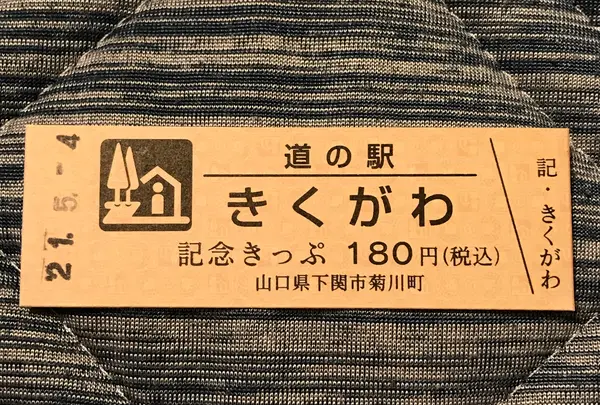 21.5.-4
道の駅
きくがわ
記念きっぷ 180円(税込)
山口県下関市菊川町
記・きくがわ